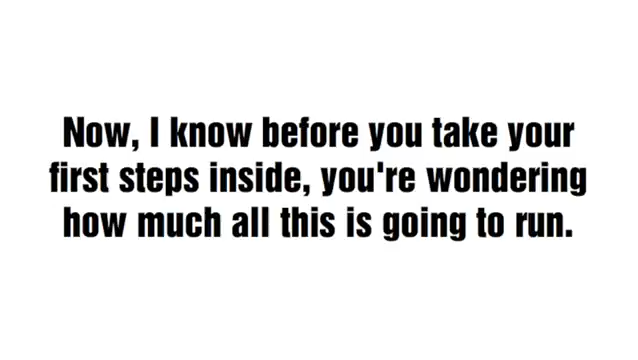 Now, I know before you take your
first steps inside, you're wondering
how much all this is going to run.